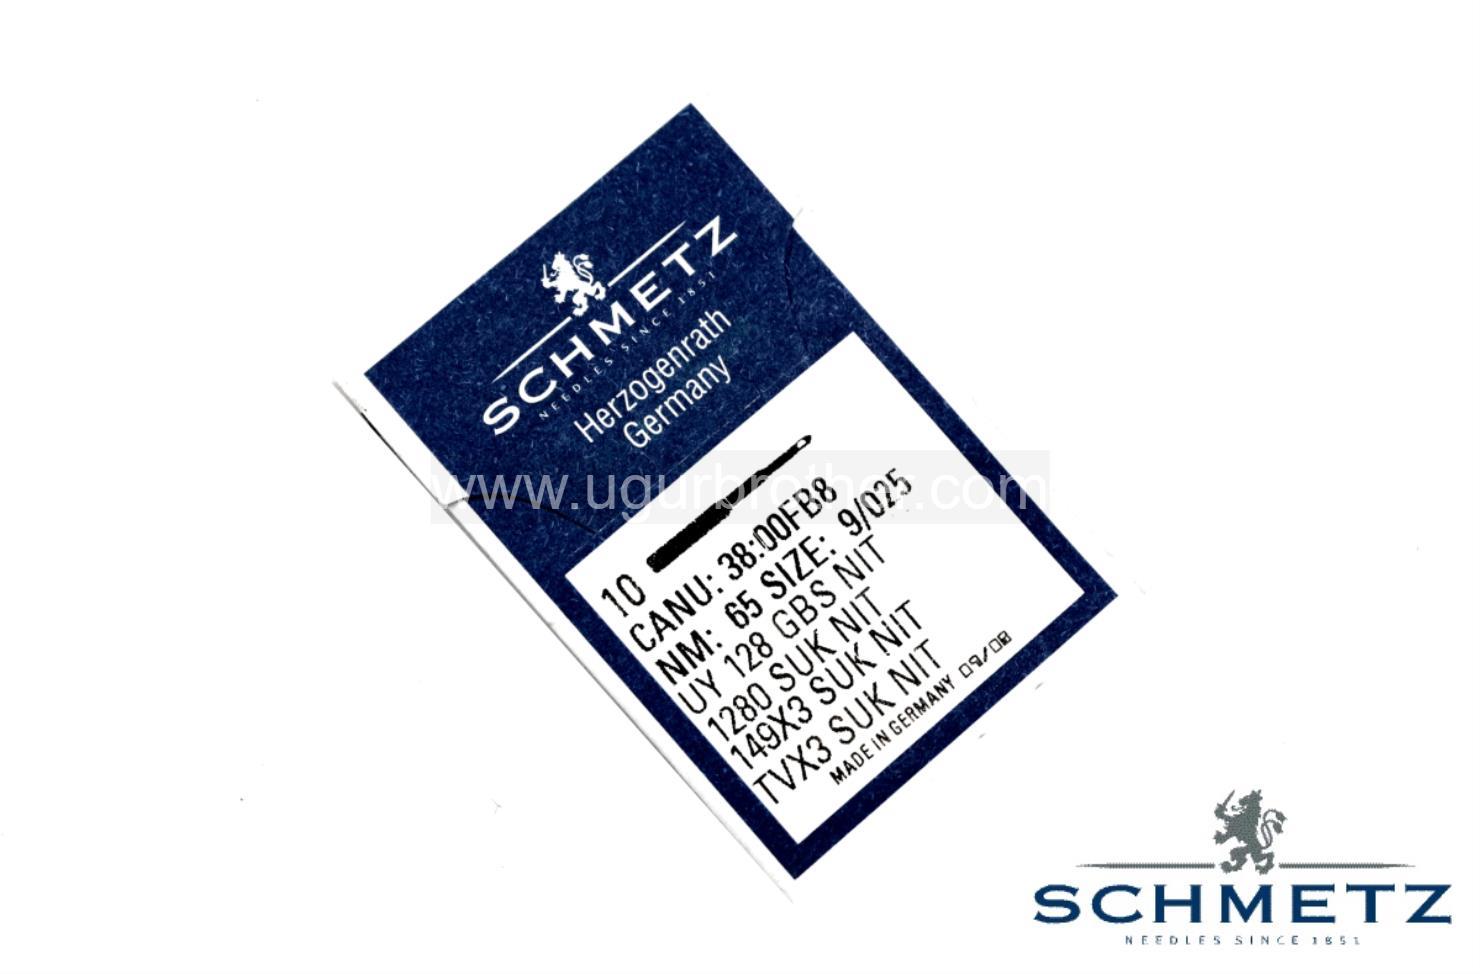 SCHMETZ
NEEDLES SINCE 1851
Herzogenrath
Germany
www.ugurbrother.com
10
CANU: 38:00FB8
NM: 65 SIZE: 9/025
UY 128 GBS NIT
1280 SUK NIT
149X3 SUK NIT
TVX3 SUK NIT
MADE IN GERMANY 09/08
SCHMETZ
NEEDLES SINCE 1851